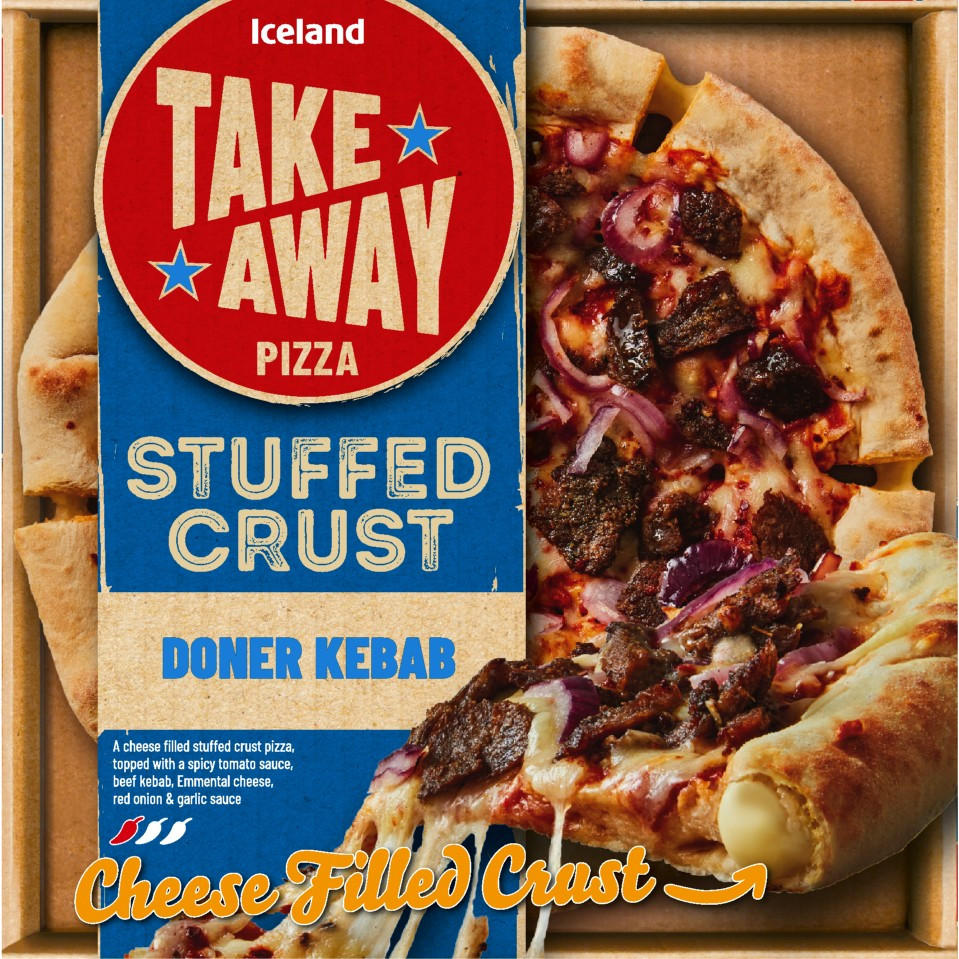 Iceland
TAKE
AWAY
PIZZA
STUFFED
CRUST
DONER KEBAB
A cheese filled stuffed crust pizza,
topped with a spicy tomato sauce,
beef kebab, Emmental cheese,
red onion & garlic sauce
Cheese Filled Crust